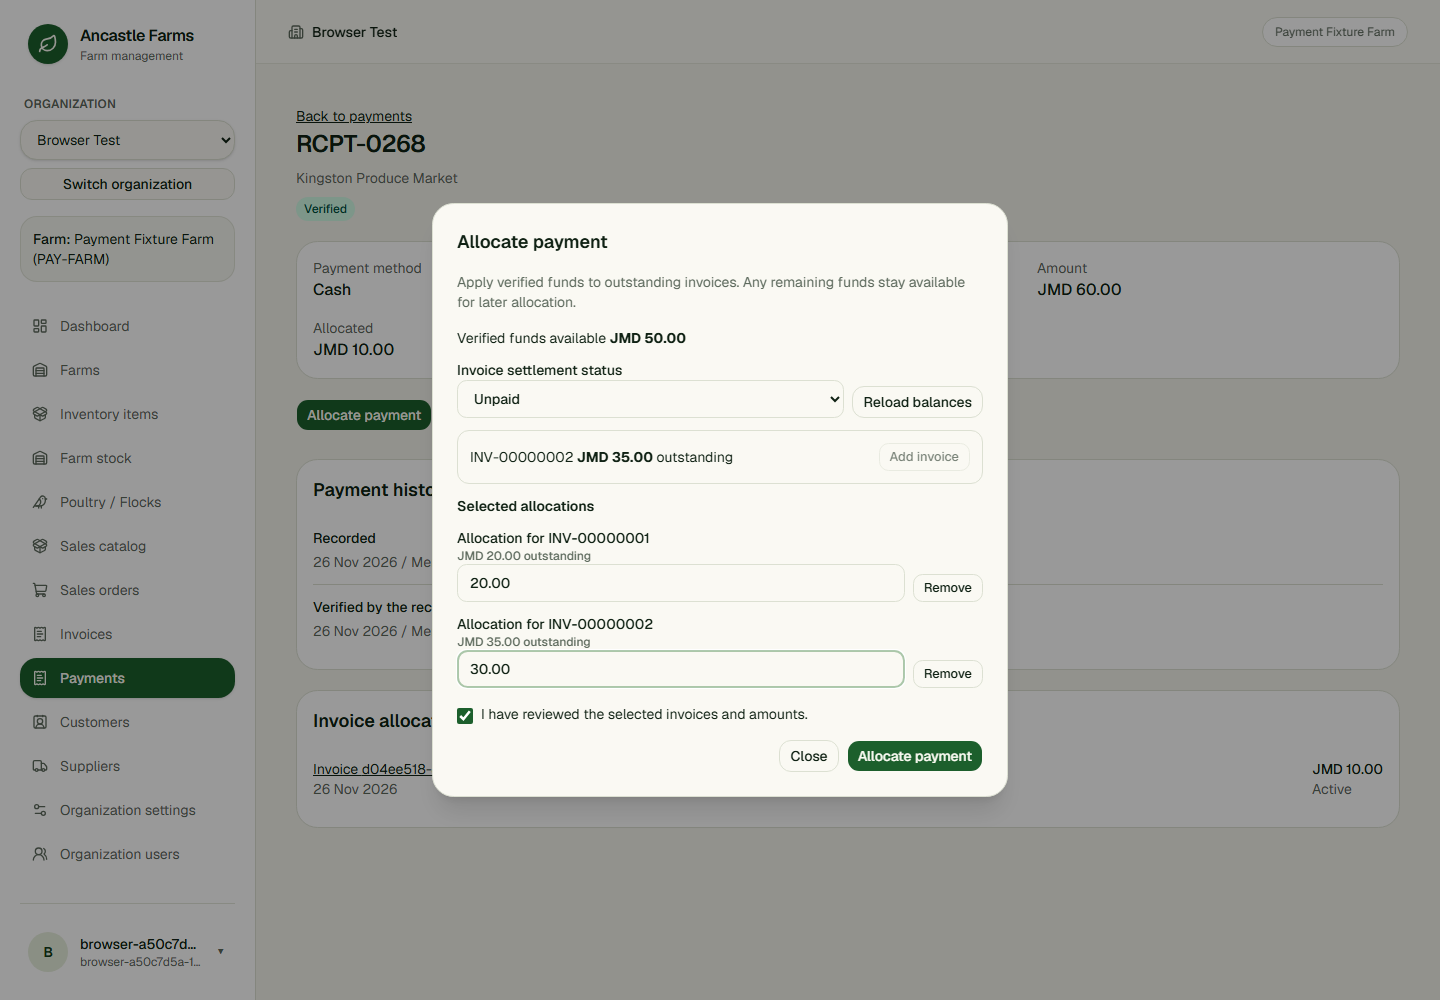 Ancastle Farms
Farm management
ORGANIZATION
Browser Test
Switch organization
Farm: Payment Fixture Farm
(PAY-FARM)
Dashboard
Farms
Inventory items
Farm stock
Poultry / Flocks
Sales catalog
Sales orders
Invoices
Payments
Customers
Suppliers
Organization settings
Organization users
B
browser-a50c7d...
browser-a50c7d5a-1...
Browser Test
Payment Fixture Farm
Back to payments
RCPT-0268
Kingston Produce Market
Verified
Payment method
Cash
Amount
JMD 60.00
Allocated
JMD 10.00
Allocate payment
Payment histo
Recorded
26 Nov 2026 / Me
Verified by the rec
26 Nov 2026 / Me
Invoice alloca
Invoice d04ee518-
26 Nov 2026
JMD 10.00
Active
Allocate payment
Apply verified funds to outstanding invoices. Any remaining funds stay available
for later allocation.
Verified funds available JMD 50.00
Invoice settlement status
Unpaid
Reload balances
INV-00000002 JMD 35.00 outstanding
Add invoice
Selected allocations
Allocation for INV-00000001
JMD 20.00 outstanding
20.00
Remove
Allocation for INV-00000002
JMD 35.00 outstanding
30.00
Remove
I have reviewed the selected invoices and amounts.
Close
Allocate payment